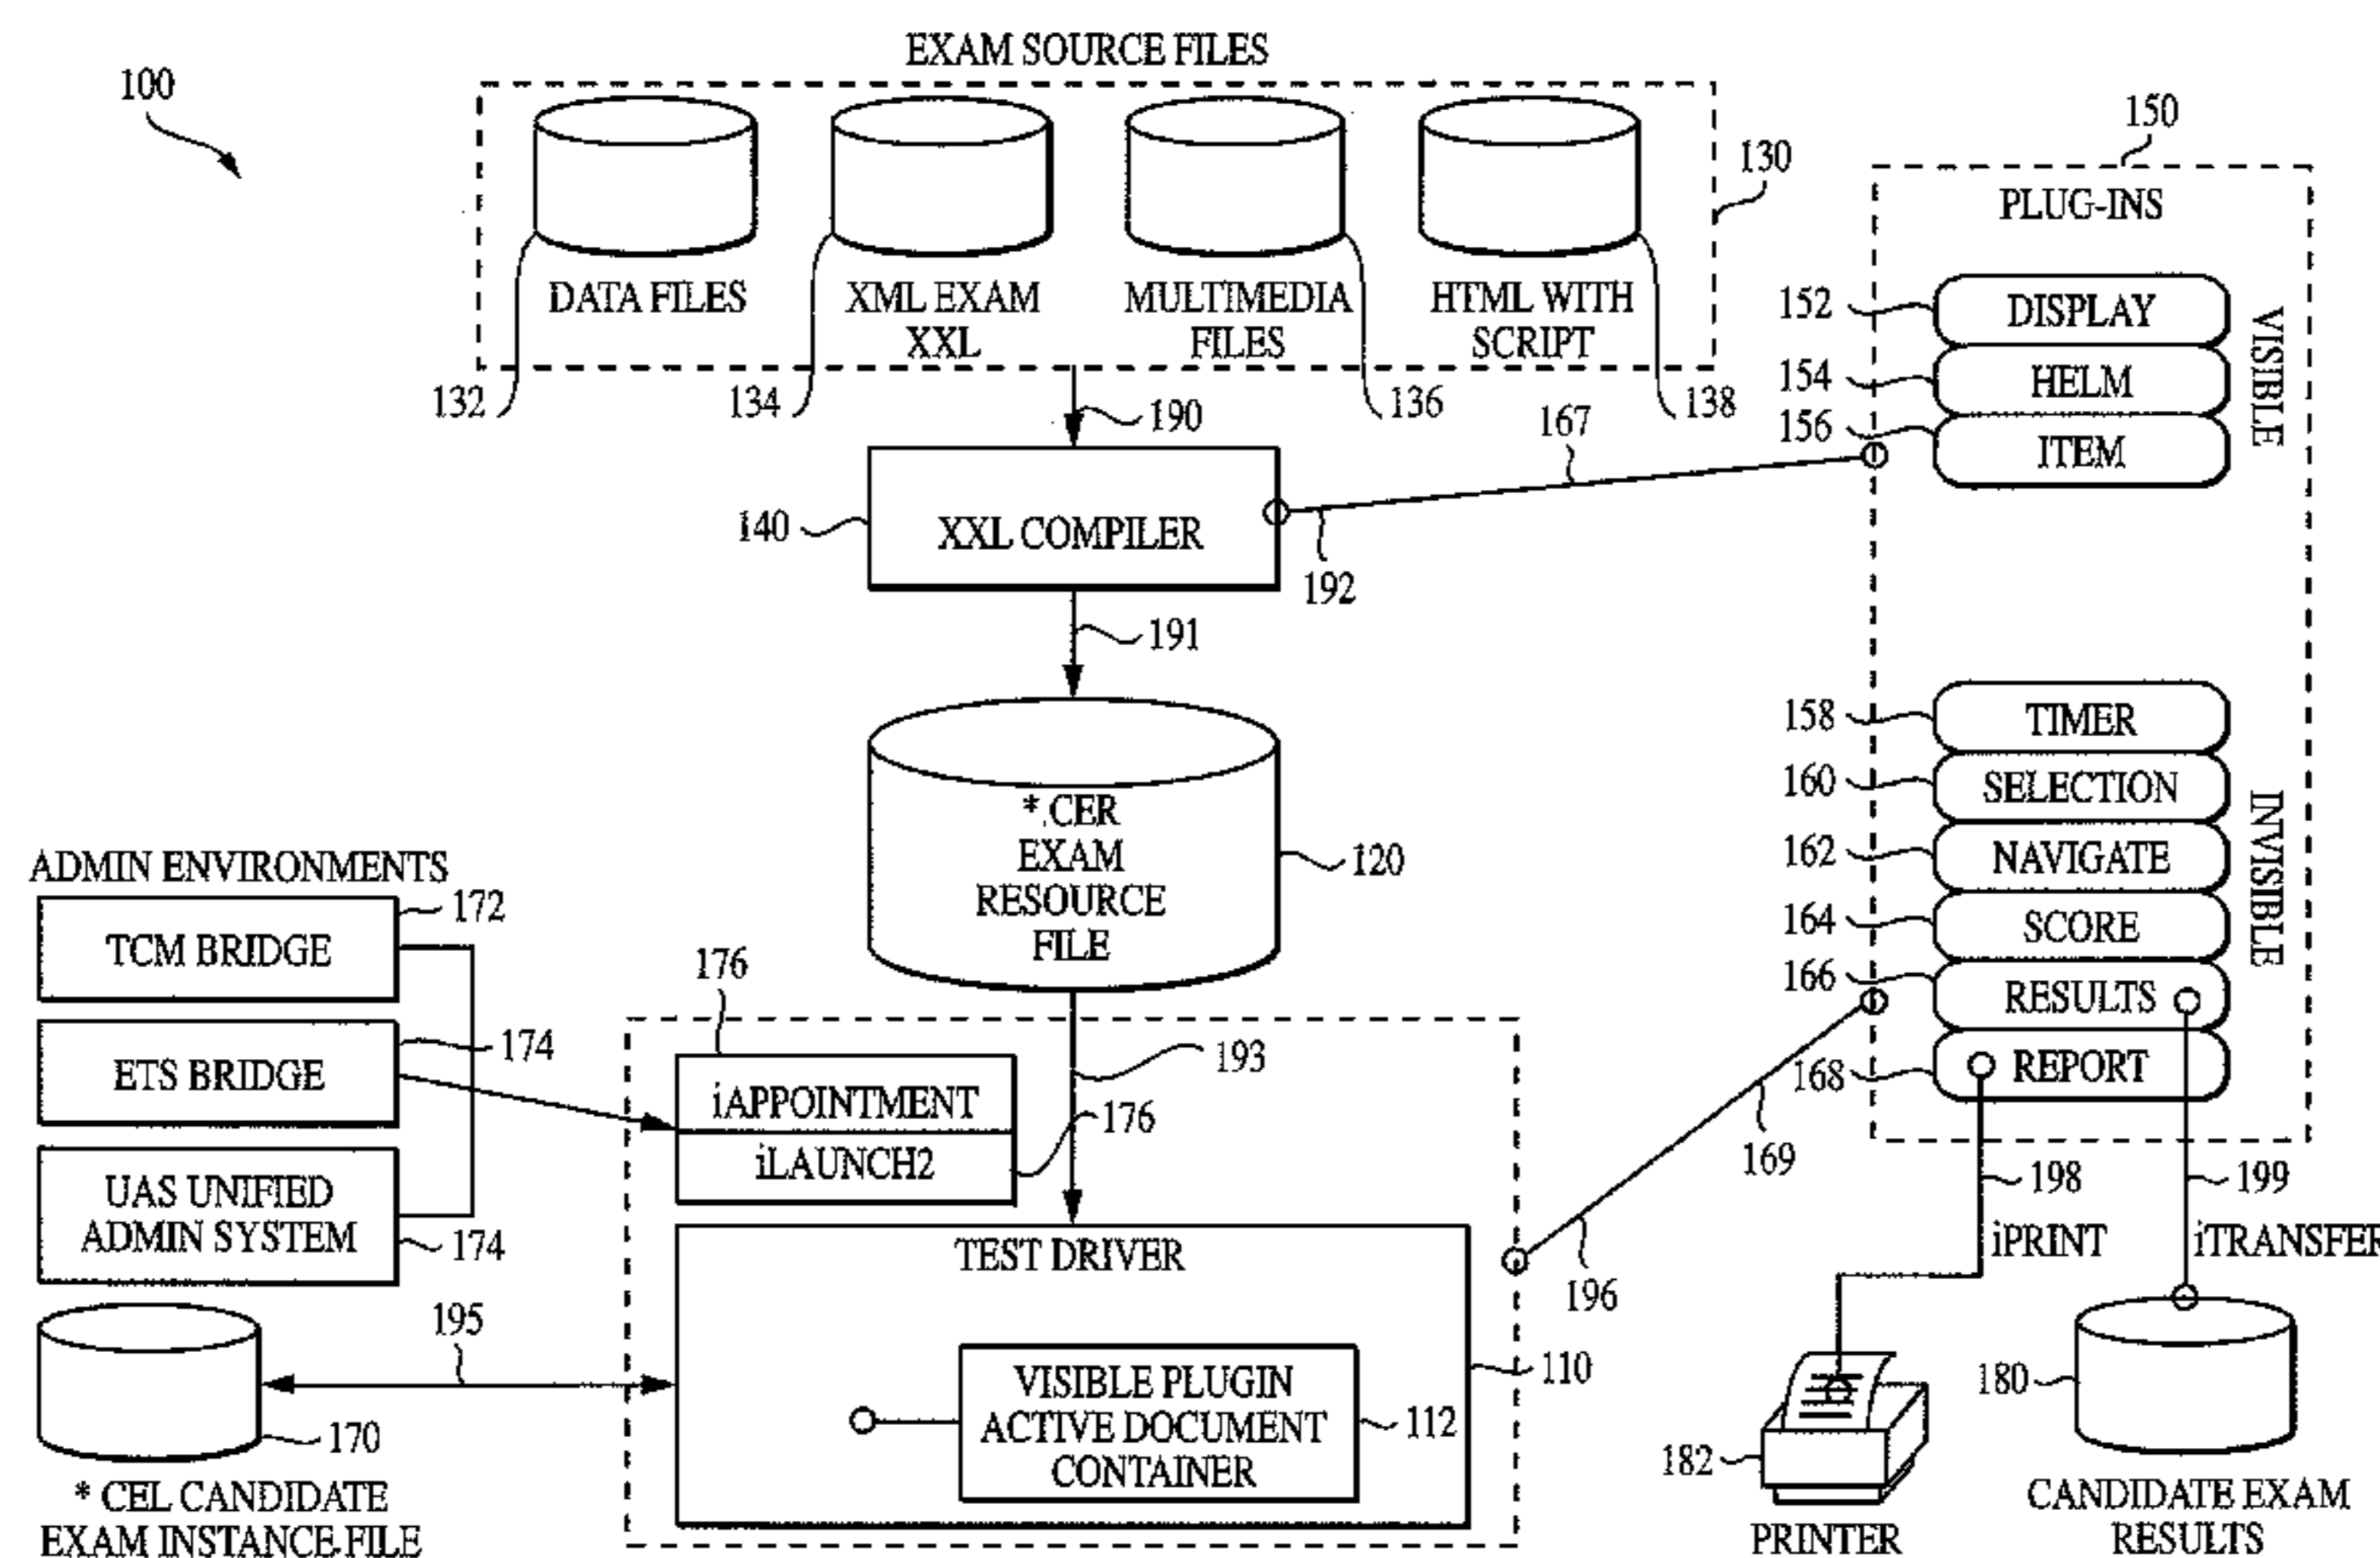 EXAM SOURCE FILES
100
130
DATA FILES
XML EXAM
XXL
MULTIMEDIA
FILES
HTML WITH
SCRIPT
132
134
136
138
190
XXL COMPILER
140
167
192
191
150
PLUG-INS
152
DISPLAY
154
HELM
156
ITEM
VISIBLE
158
TIMER
160
SELECTION
162
NAVIGATE
164
SCORE
166
RESULTS
168
REPORT
INVISIBLE
* .CER
EXAM
RESOURCE
FILE
120
ADMIN ENVIRONMENTS
TCM BRIDGE
172
ETS BRIDGE
174
UAS UNIFIED
ADMIN SYSTEM
174
176
iAPPOINTMENT
iLAUNCH2
176
193
169
196
198
iPRINT
199
iTRANSFER
TEST DRIVER
110
VISIBLE PLUGIN
ACTIVE DOCUMENT
CONTAINER
112
195
170
* CEL CANDIDATE
EXAM INSTANCE FILE
182
PRINTER
180
CANDIDATE EXAM
RESULTS